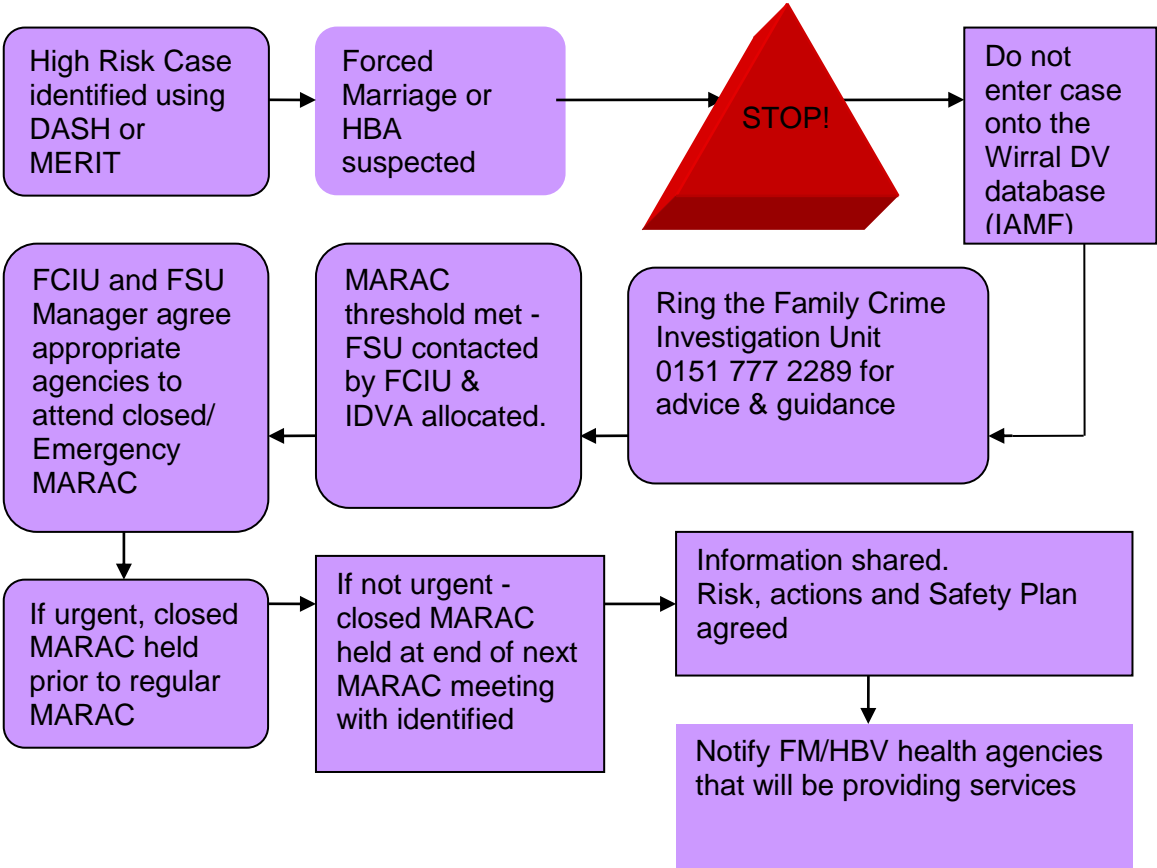 High Risk Case
identified using
DASH or
MERIT
Forced
Marriage or
HBA
suspected
STOP!
Do not
enter case
onto the
Wirral DV
database
(IAMF)
Ring the Family Crime
Investigation Unit
0151 777 2289 for
advice & guidance
MARAC
threshold met -
FSU contacted
by FCIU &
IDVA allocated.
FCIU and FSU
Manager agree
appropriate
agencies to
attend closed/
Emergency
MARAC
If urgent, closed
MARAC held
prior to regular
MARAC
If not urgent -
closed MARAC
held at end of next
MARAC meeting
with identified
Information shared.
Risk, actions and Safety Plan
agreed
Notify FM/HBV health agencies
that will be providing services